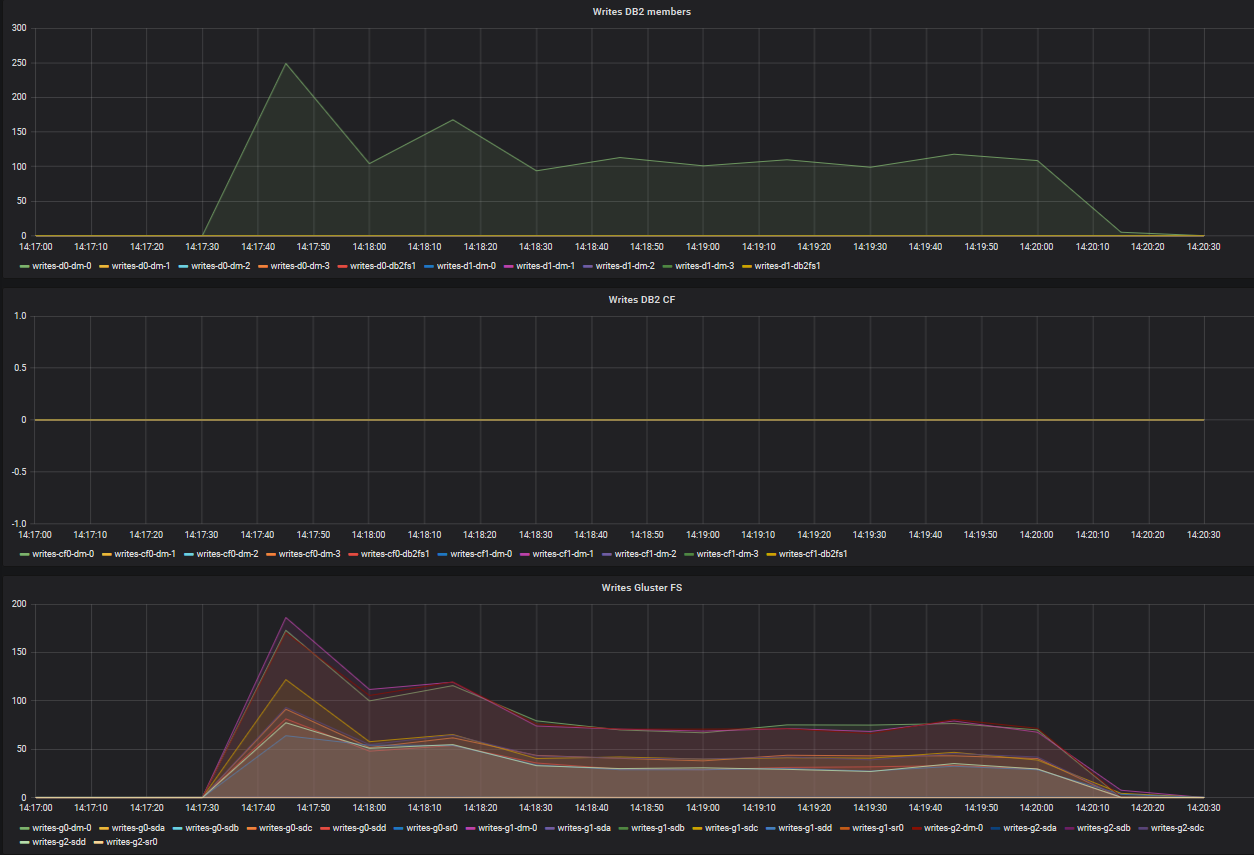 Writes DB2 members
300
250
200
150
100
50
0
14:17:00 14:17:10 14:17:20 14:17:30 14:17:40 14:17:50 14:18:00 14:18:10 14:18:20 14:18:30 14:18:40 14:18:50 14:19:00 14:19:10 14:19:20 14:19:30 14:19:40 14:19:50 14:20:00 14:20:10 14:20:20 14:20:30
writes-d0-dm-0 writes-d0-dm-1 writes-d0-dm-2 writes-d0-dm-3 writes-d0-db2fs1 writes-d1-dm-0 writes-d1-dm-1 writes-d1-dm-2 writes-d1-dm-3 writes-d1-db2fs1
Writes DB2 CF
1.0
0.5
0
-0.5
-1.0
14:17:00 14:17:10 14:17:20 14:17:30 14:17:40 14:17:50 14:18:00 14:18:10 14:18:20 14:18:30 14:18:40 14:18:50 14:19:00 14:19:10 14:19:20 14:19:30 14:19:40 14:19:50 14:20:00 14:20:10 14:20:20 14:20:30
writes-cf0-dm-0 writes-cf0-dm-1 writes-cf0-dm-2 writes-cf0-dm-3 writes-cf0-db2fs1 writes-cf1-dm-0 writes-cf1-dm-1 writes-cf1-dm-2 writes-cf1-dm-3 writes-cf1-db2fs1
Writes Gluster FS
200
150
100
50
0
14:17:00 14:17:10 14:17:20 14:17:30 14:17:40 14:17:50 14:18:00 14:18:10 14:18:20 14:18:30 14:18:40 14:18:50 14:19:00 14:19:10 14:19:20 14:19:30 14:19:40 14:19:50 14:20:00 14:20:10 14:20:20 14:20:30
writes-g0-dm-0 writes-g0-sda writes-g0-sdb writes-g0-sdc writes-g0-sdd writes-g0-sr0 writes-g1-dm-0 writes-g1-sda writes-g1-sdb writes-g1-sdc writes-g1-sdd writes-g1-sr0 writes-g2-dm-0 writes-g2-sda writes-g2-sdb writes-g2-sdc
writes-g2-sdd writes-g2-sr0